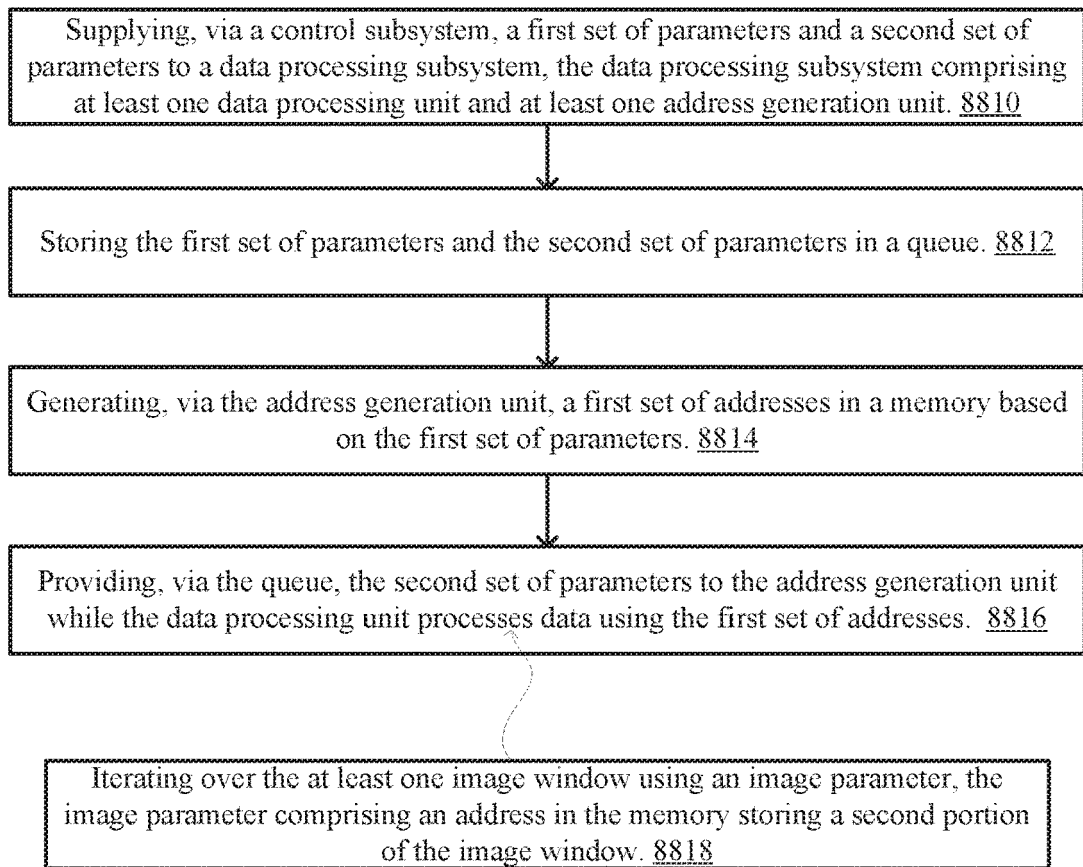 Supplying, via a control subsystem, a first set of parameters and a second set of
parameters to a data processing subsystem, the data processing subsystem comprising
at least one data processing unit and at least one address generation unit. 8810
Storing the first set of parameters and the second set of parameters in a queue. 8812
Generating, via the address generation unit, a first set of addresses in a memory based
on the first set of parameters. 8814
Providing, via the queue, the second set of parameters to the address generation unit
while the data processing unit processes data using the first set of addresses. 8816
Iterating over the at least one image window using an image parameter, the
image parameter comprising an address in the memory storing a second portion
of the image window. 8818